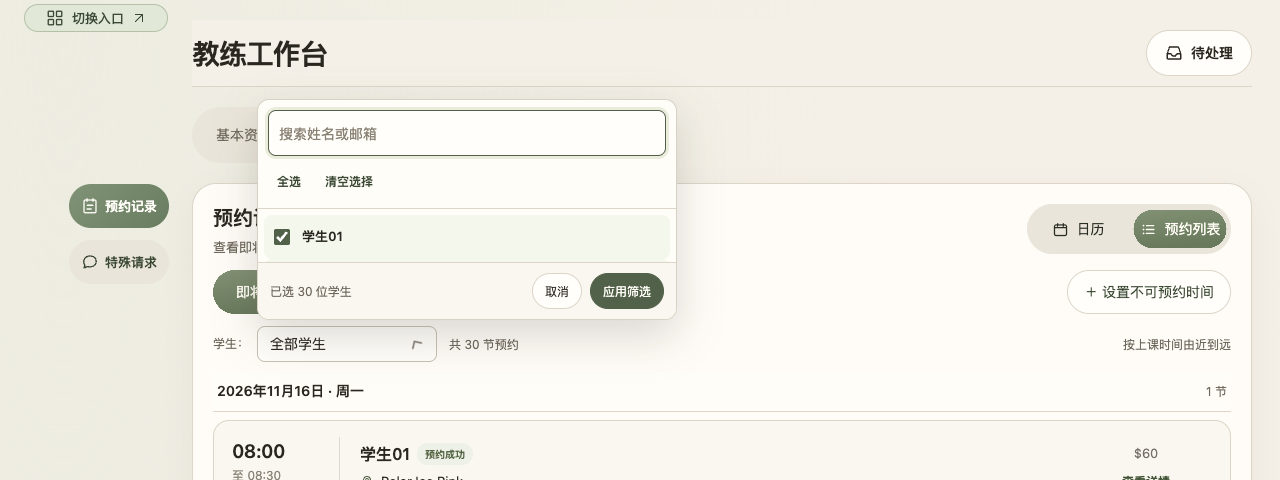 切换入口
教练工作台
待处理
基本资
搜索姓名或邮箱
全选 清空选择
学生01
已选 30 位学生 取消 应用筛选
预约记录
特殊请求
预约
日历 预约列表
查看即
即将
+ 设置不可预约时间
学生： 全部学生 共 30 节预约 按上课时间由近到远
2026年11月16日 · 周一 1 节
08:00 学生01 预约成功 $60
至 08:30